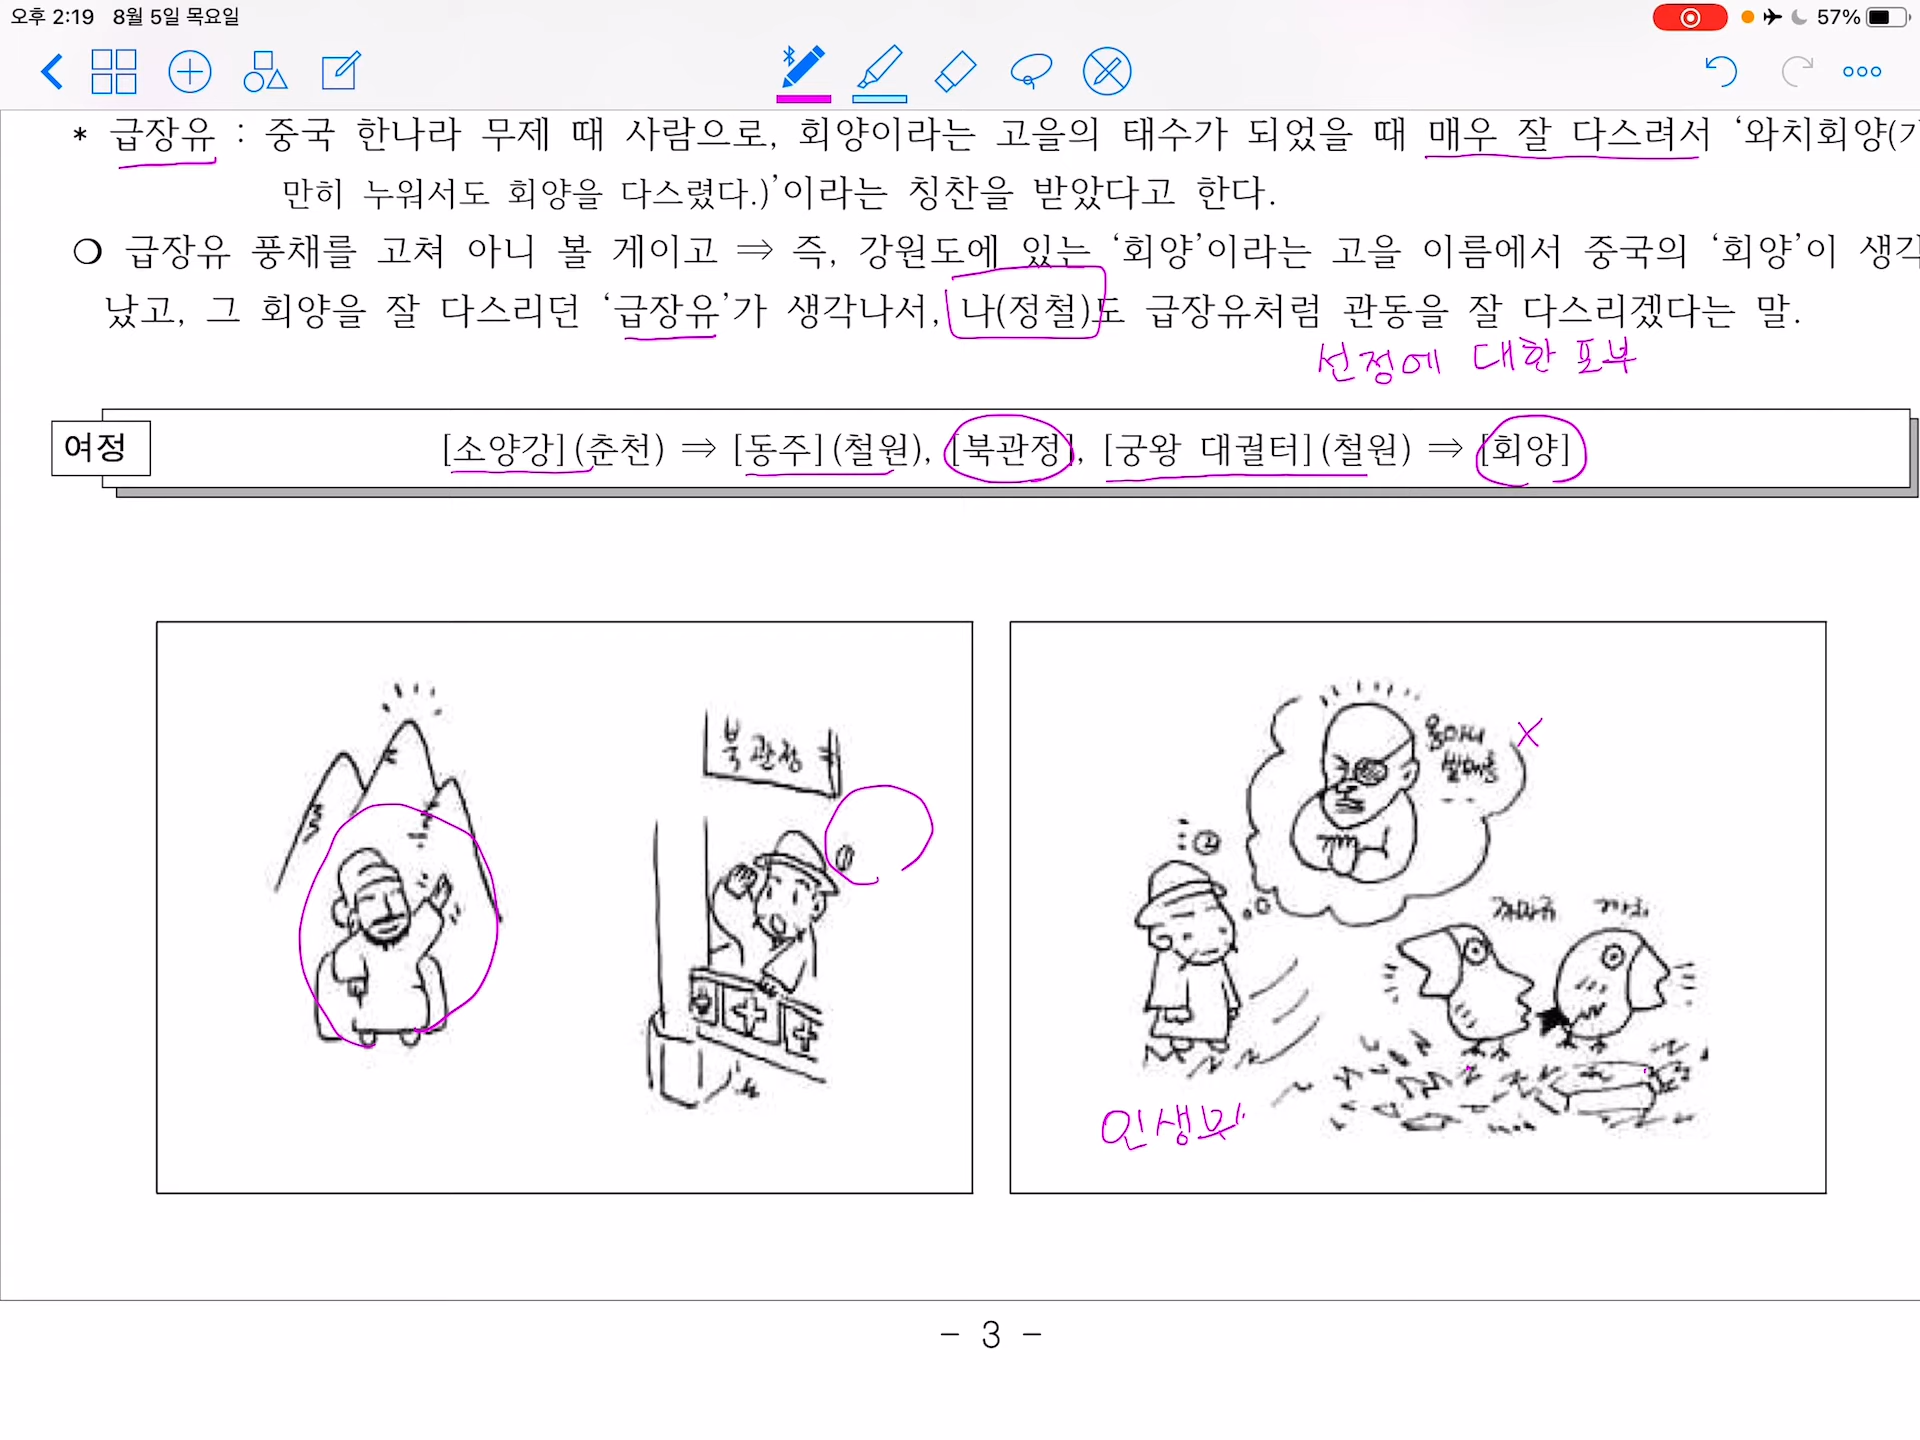 오후 2:19 8월 5일 목요일
57%
* 급장유 : 중국 한나라 무제 때 사람으로, 회양이라는 고을의 태수가 되었을 때 매우 잘 다스려서 ‘와치회양(
만히 누워서도 회양을 다스렸다.)’이라는 칭찬을 받았다고 한다.
❍ 급장유 풍채를 고쳐 아니 볼 게이고 ⇒ 즉, 강원도에 있는 ‘회양’이라는 고을 이름에서 중국의 ‘회양’이 생각
났고, 그 회양을 잘 다스리던 ‘급장유’가 생각나서, 나(정철)도 급장유처럼 관동을 잘 다스리겠다는 말.
선정에 대한 포부
여정
[소양강](춘천) ⇒ [동주](철원), [북관정], [궁왕 대궐터](철원) ⇒ [회양]
북관정
X
까치
인생무
- 3 -